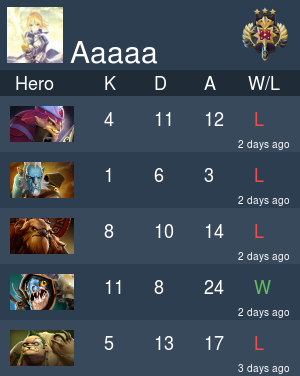 Aaaaa
Hero K D A W/L
4 11 12 L
2 days ago
1 6 3 L
2 days ago
8 10 14 L
2 days ago
11 8 24 W
2 days ago
5 13 17 L
3 days ago